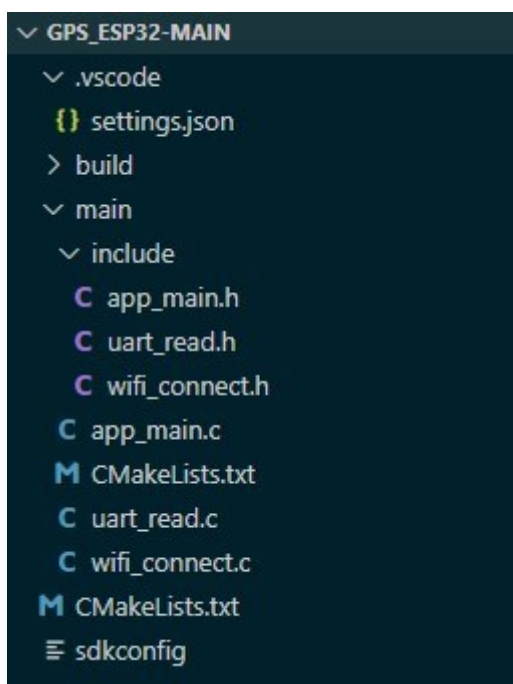 GPS_ESP32-MAIN
.vscode
{} settings.json
build
main
include
C app_main.h
C uart_read.h
C wifi_connect.h
C app_main.c
M CMakeLists.txt
C uart_read.c
C wifi_connect.c
M CMakeLists.txt
sdkconfig